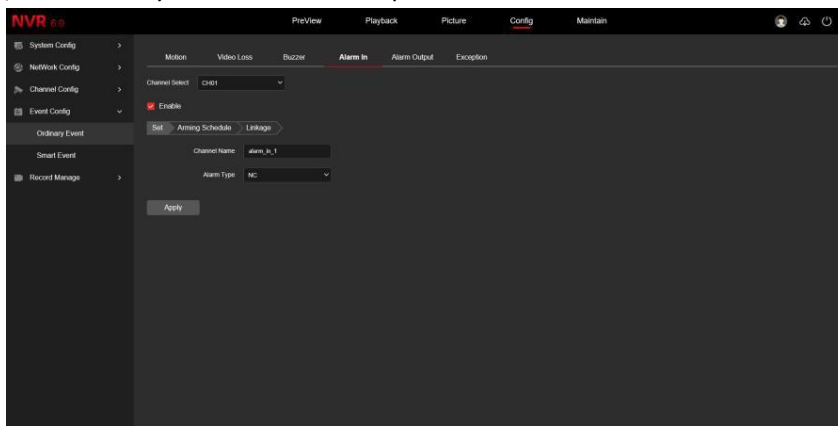 NVR 6.0 PreView Playback Picture Config Maintain
System Config
NetWork Config
Channel Config
Event Config
Ordinary Event
Smart Event
Record Manage
Motion Video Loss Buzzer Alarm In Alarm Output Exception
Channel Select CH01
Enable
Set Arming Schedule Linkage
Channel Name alarm_in_1
Alarm Type NC
Apply